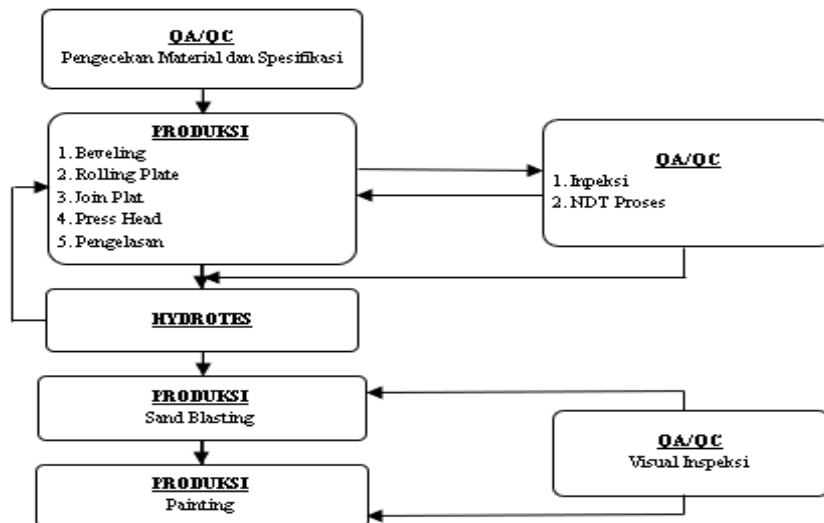 QA/QC
Pengecekan Material dan Spesifikasi
PRODUKSI
1. Beveling
2. Rolling Plate
3. Join Plat
4. Press Head
5. Pengelasan
QA/QC
1. Inpeksi
2. NDT Proses
HYDROTES
PRODUKSI
Sand Blasting
QA/QC
Visual Inspeksi
PRODUKSI
Painting